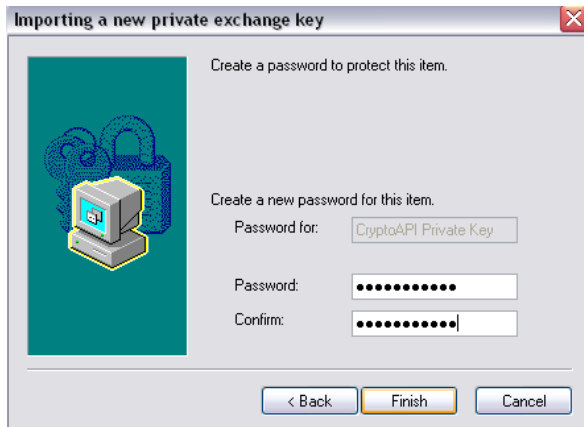 Importing a new private exchange key
Create a password to protect this item.
Create a new password for this item.
Password for: CryptoAPI Private Key
Password: ●●●●●●●●●●●
Confirm: ●●●●●●●●●●●
< Back Finish Cancel